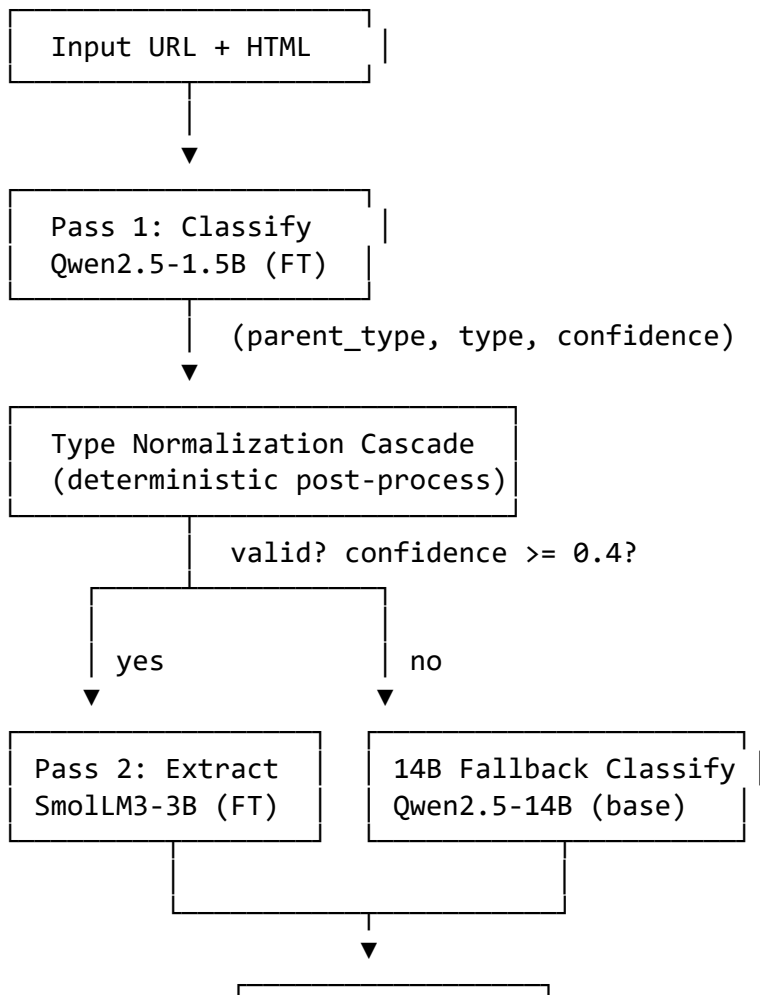 Input URL + HTML
Pass 1: Classify
Qwen2.5-1.5B (FT)
(parent_type, type, confidence)
Type Normalization Cascade
(deterministic post-process)
valid? confidence >= 0.4?
yes
no
Pass 2: Extract
SmolLM3-3B (FT)
14B Fallback Classify
Qwen2.5-14B (base)